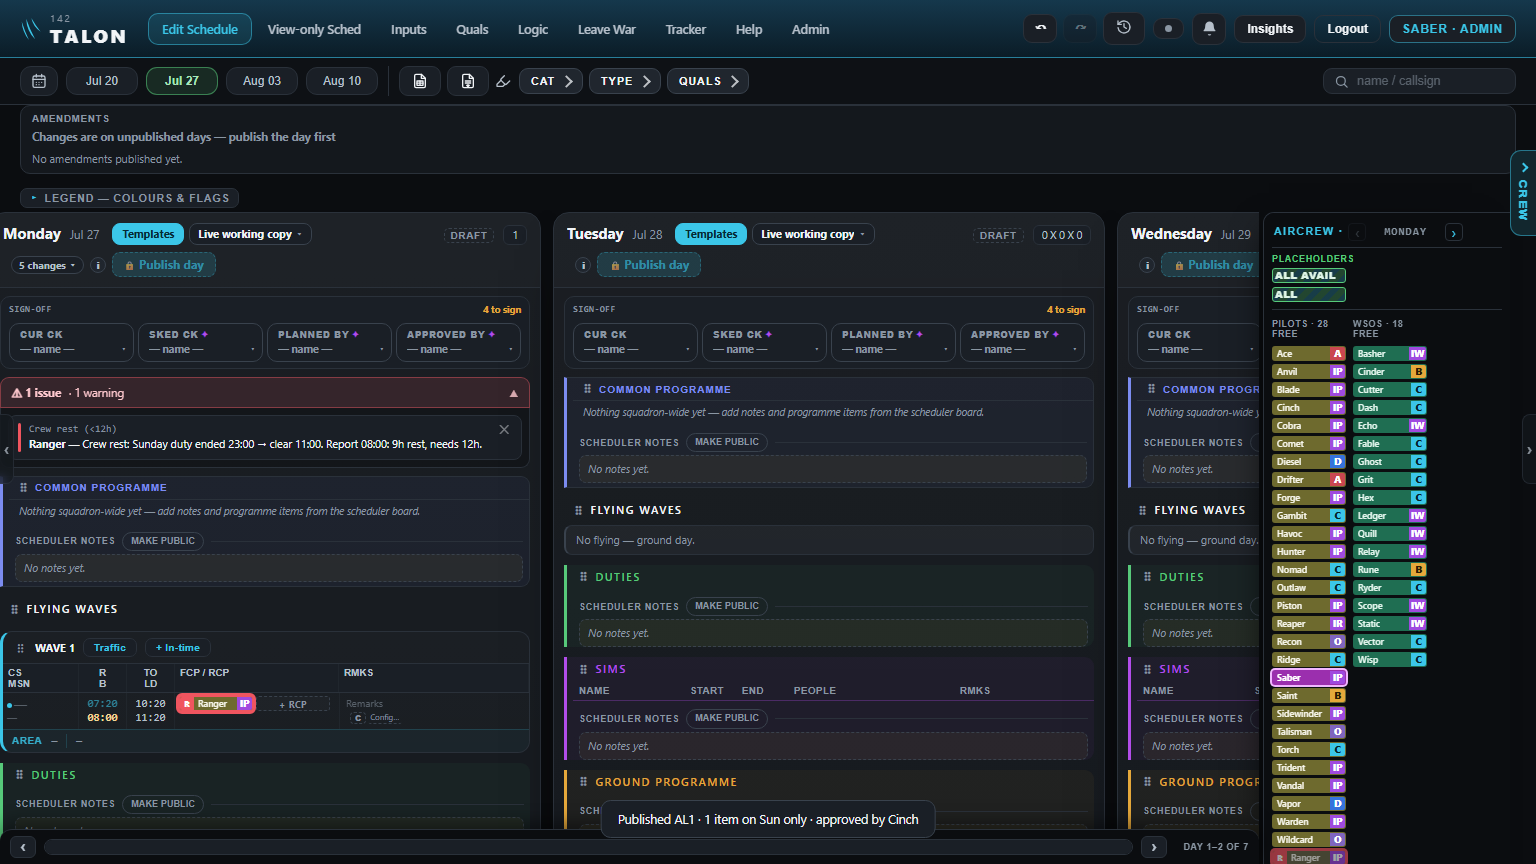 142
TALON
Edit Schedule
View-only Sched
Inputs
Quals
Logic
Leave War
Tracker
Help
Admin
Insights
Logout
SABER · ADMIN
Jul 20
Jul 27
Aug 03
Aug 10
CAT
TYPE
QUALS
name / callsign
AMENDMENTS
Changes are on unpublished days — publish the day first
No amendments published yet.
CREW
LEGEND — COLOURS & FLAGS
Monday Jul 27 Templates Live working copy DRAFT 1
5 changes i Publish day
SIGN-OFF 4 to sign
CUR CK
— name —
SKED CK
— name —
PLANNED BY
— name —
APPROVED BY
— name —
1 issue · 1 warning
Crew rest (<12h)
Ranger — Crew rest: Sunday duty ended 23:00 → clear 11:00. Report 08:00: 9h rest, needs 12h.
COMMON PROGRAMME
Nothing squadron-wide yet — add notes and programme items from the scheduler board.
SCHEDULER NOTES MAKE PUBLIC
No notes yet.
FLYING WAVES
WAVE 1 Traffic + In-time
CS R TO FCP / RCP RMKS
MSN B LD
— 07:20 10:20 R Ranger IP + RCP Remarks
— 08:00 11:20 C Config...
AREA — —
DUTIES
SCHEDULER NOTES MAKE PUBLIC
Tuesday Jul 28 Templates Live working copy DRAFT 0X0X0
i Publish day
SIGN-OFF 4 to sign
CUR CK
— name —
SKED CK
— name —
PLANNED BY
— name —
APPROVED BY
— name —
COMMON PROGRAMME
Nothing squadron-wide yet — add notes and programme items from the scheduler board.
SCHEDULER NOTES MAKE PUBLIC
No notes yet.
FLYING WAVES
No flying — ground day.
DUTIES
SCHEDULER NOTES MAKE PUBLIC
No notes yet.
SIMS
NAME START END PEOPLE RMKS
SCHEDULER NOTES MAKE PUBLIC
No notes yet.
GROUND PROGRAMME
SCH
Wednesday Jul 29
i Publish day
SIGN-OFF
CUR CK
— name —
COMMON PROGR
Nothing squadron-wide y
SCHEDULER NOTES
No notes yet.
FLYING WAVES
No flying — ground day.
DUTIES
SCHEDULER NOTES
No notes yet.
SIMS
NAME S
SCHEDULER NOTES
No notes yet.
GROUND PROGR
SCHEDULER NOTES
AIRCREW · MONDAY
PLACEHOLDERS
ALL AVAIL
ALL
PILOTS · 28 FREE
WSOS · 18 FREE
Ace A Basher IW
Anvil IP Cinder B
Blade IP Cutter C
Cinch IP Dash C
Cobra IP Echo IW
Comet IP Fable C
Diesel D Ghost C
Drifter A Grit C
Forge IP Hex C
Gambit C Ledger IW
Havoc IP Quill IW
Hunter IP Relay IW
Nomad C Rune B
Outlaw C Ryder C
Piston IP Scope IW
Reaper IR Static IW
Recon O Vector C
Ridge C Wisp C
Saber IP
Saint B
Sidewinder IP
Talisman O
Torch C
Trident IP
Vandal IP
Vapor D
Warden IP
Wildcard O
R Ranger IP
Published AL1 · 1 item on Sun only · approved by Cinch
DAY 1–2 OF 7